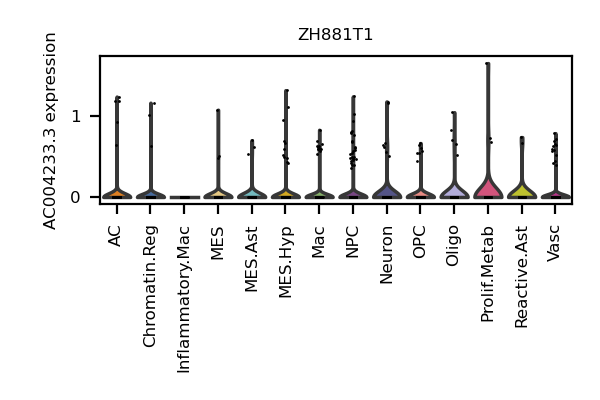 ZH881T1
AC004233.3 expression
1
0
AC
Chromatin.Reg
Inflammatory.Mac
MES
MES.Ast
MES.Hyp
Mac
NPC
Neuron
OPC
Oligo
Prolif.Metab
Reactive.Ast
Vasc